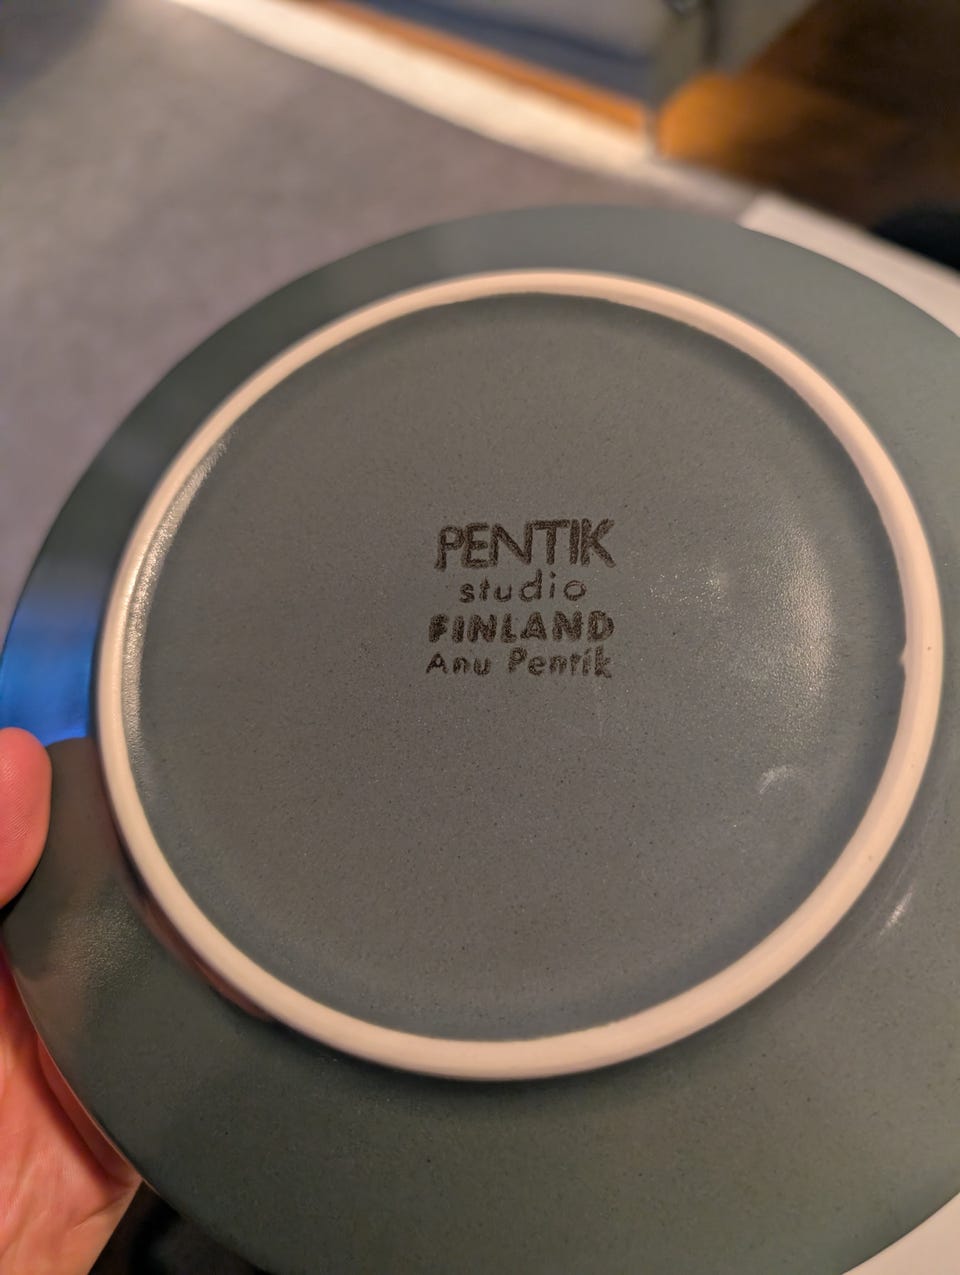 PENTIK
studio
FINLAND
Anu Pentik